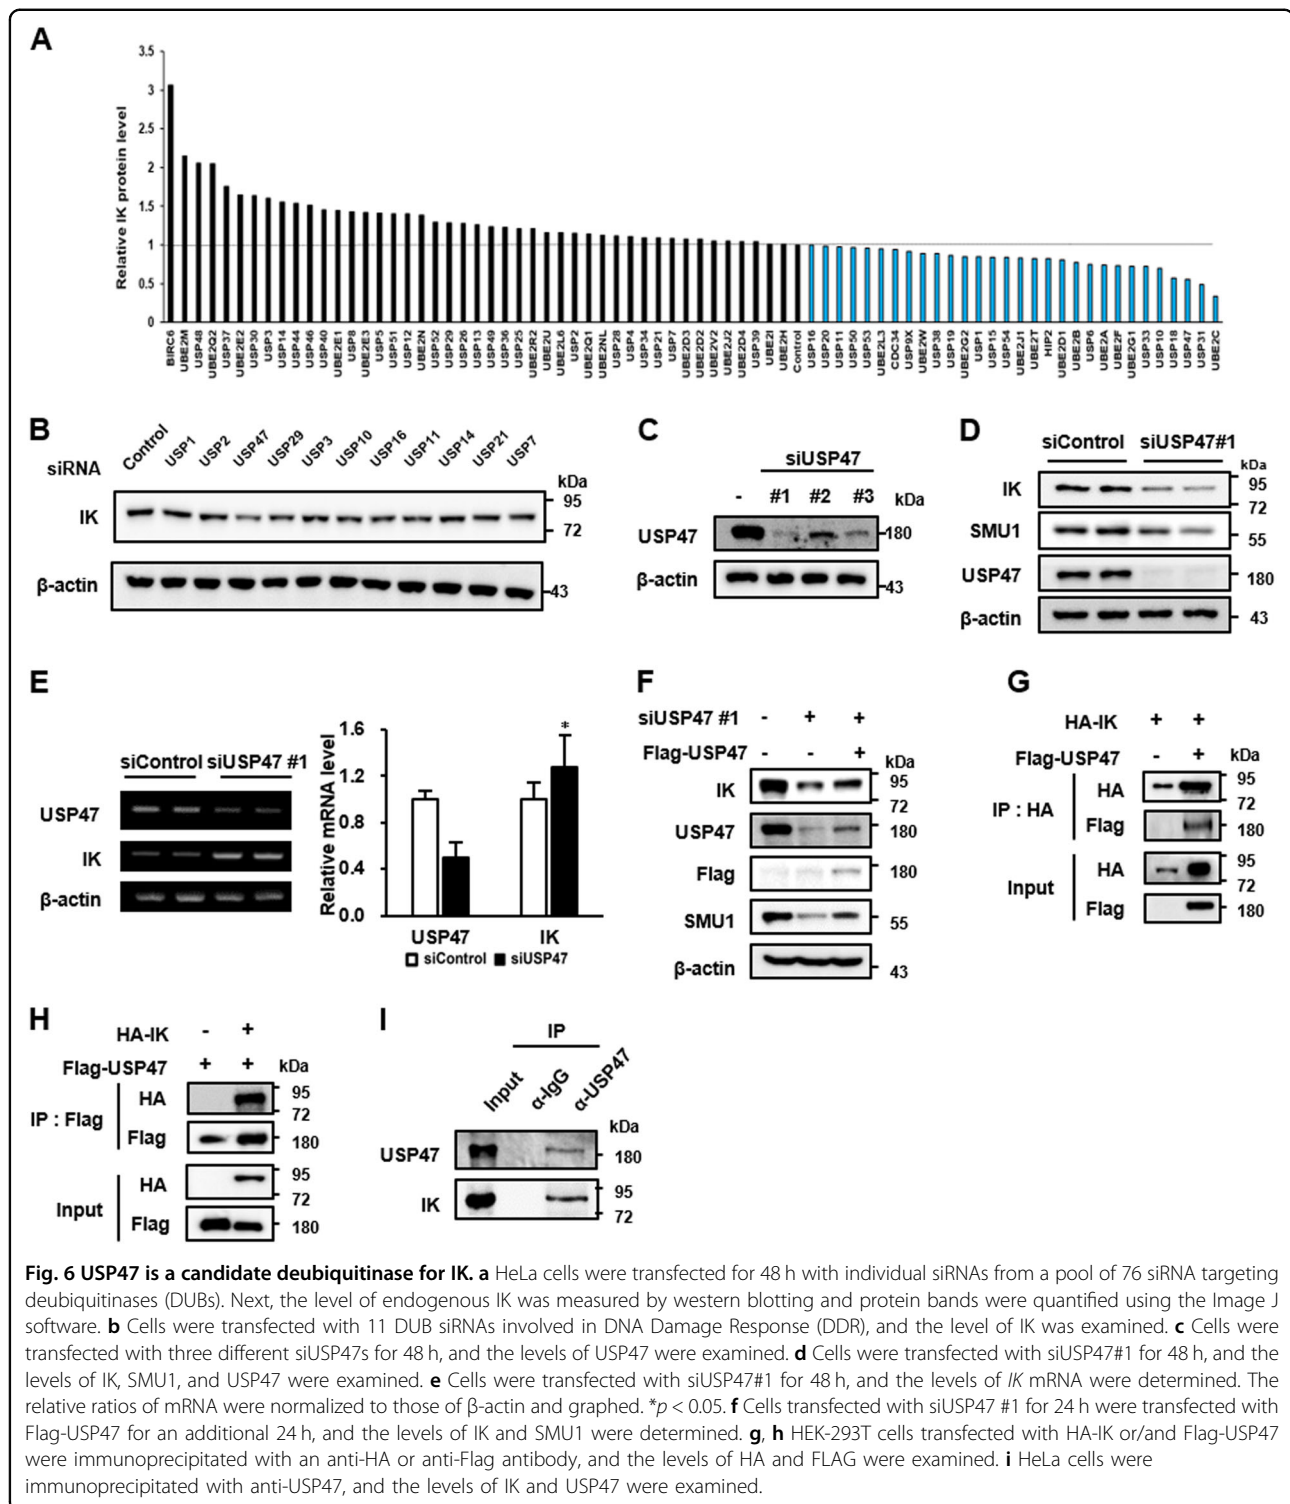 A
Relative IK protein level
3.5
3
2.5
2
1.5
1
0.5
0
BIRC6 UBE2M USP48 UBE2Q2 USP37 UBE2E2 USP30 USP3 USP14 USP44 USP46 USP40 UBE2E1 USP8 UBE2E3 USP5 USP51 USP12 UBE2N USP52 USP29 USP26 USP13 USP49 USP36 USP25 UBE2R2 UBE2U UBE2L6 USP2 UBE2Q1 UBE2NL USP28 USP4 USP34 USP21 USP7 UBE2D3 UBE2D2 UBE2V2 UBE2J2 UBE2D4 USP39 UBE2I UBE2H Control USP16 USP20 USP11 USP50 USP53 UBE2L3 CDC34 USP9X UBE2W USP38 USP19 UBE2G2 USP1 USP15 USP54 UBE2J1 UBE2T HIP2 UBE2D1 UBE2B USP6 UBE2A UBE2F UBE2G1 USP33 USP10 USP18 USP47 USP31 UBE2C
B
siRNA Control USP1 USP2 USP47 USP29 USP3 USP10 USP16 USP11 USP14 USP21 USP7
kDa
IK
95
72
β-actin
43
C
siUSP47
- #1 #2 #3 kDa
USP47 180
β-actin
43
D
siControl siUSP47#1
kDa
IK
95
72
SMU1
55
USP47
180
β-actin
43
E
siControl siUSP47 #1
USP47
IK
β-actin
Relative mRNA level
1.6
1.2
0.8
0.4
0.0
*
USP47 IK
siControl siUSP47
F
siUSP47 #1 - + +
Flag-USP47 - - + kDa
IK
95
72
USP47 180
Flag
180
SMU1
55
β-actin
43
G
HA-IK + +
Flag-USP47 - + kDa
IP : HA
HA
95
72
Flag 180
Input
HA
95
72
Flag 180
H
HA-IK - +
Flag-USP47 + + kDa
IP : Flag
HA
95
72
Flag 180
Input
HA
95
72
Flag 180
I
IP
Input α-IgG α-USP47
kDa
USP47
180
IK
95
72
Fig. 6 USP47 is a candidate deubiquitinase for IK. a HeLa cells were transfected for 48 h with individual siRNAs from a pool of 76 siRNA targeting
deubiquitinases (DUBs). Next, the level of endogenous IK was measured by western blotting and protein bands were quantified using the Image J
software. b Cells were transfected with 11 DUB siRNAs involved in DNA Damage Response (DDR), and the level of IK was examined. c Cells were
transfected with three different siUSP47s for 48 h, and the levels of USP47 were examined. d Cells were transfected with siUSP47#1 for 48 h, and the
levels of IK, SMU1, and USP47 were examined. e Cells were transfected with siUSP47#1 for 48 h, and the levels of IK mRNA were determined. The
relative ratios of mRNA were normalized to those of β-actin and graphed. *p < 0.05. f Cells transfected with siUSP47 #1 for 24 h were transfected with
Flag-USP47 for an additional 24 h, and the levels of IK and SMU1 were determined. g, h HEK-293T cells transfected with HA-IK or/and Flag-USP47
were immunoprecipitated with an anti-HA or anti-Flag antibody, and the levels of HA and FLAG were examined. i HeLa cells were
immunoprecipitated with anti-USP47, and the levels of IK and USP47 were examined.